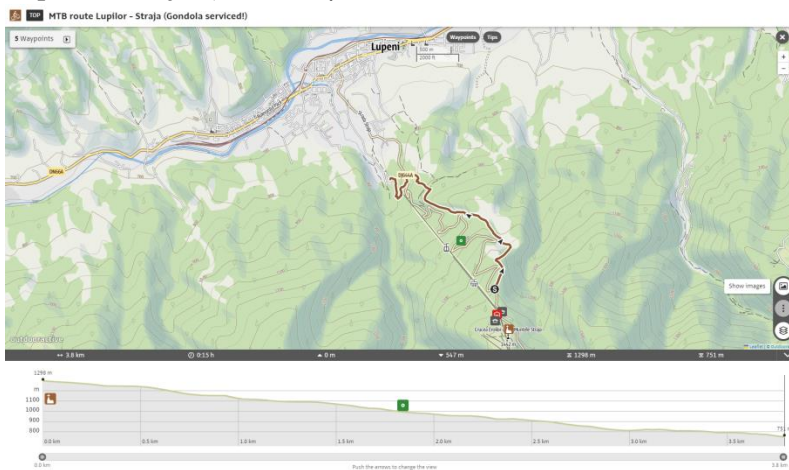 TOP MTB route Lupilor - Straja (Gondola serviced!)
5 Waypoints
Waypoints Tips
Lupeni
500 m
2000 ft
+
-
DN66A
DN66A
S
Show images
outdooractive
Leaflet
3.8 km 0:15 h 0 m 547 m 1298 m 751 m
1298 m
m
1100
1000
900
800
751
0.0 km 0.5 km 1.0 km 1.5 km 2.0 km 2.5 km 3.0 km 3.5 km
0.0 km 3.8 km
Push the arrows to change the view